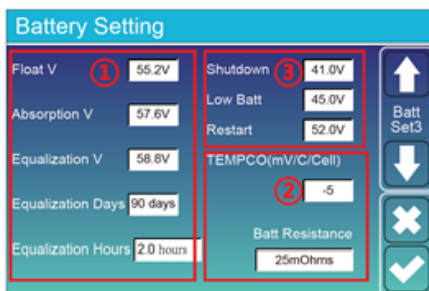 Battery Setting
Float V ① 55.2V
Absorption V 57.6V
Equalization V 58.8V
Equalization Days 90 days
Equalization Hours 2.0 hours
Shutdown ③ 41.0V
Low Batt 45.0V
Restart 52.0V
TEMPCO(mV/C/Cell)
② -5
Batt Resistance
25mOhms
Batt
Set3